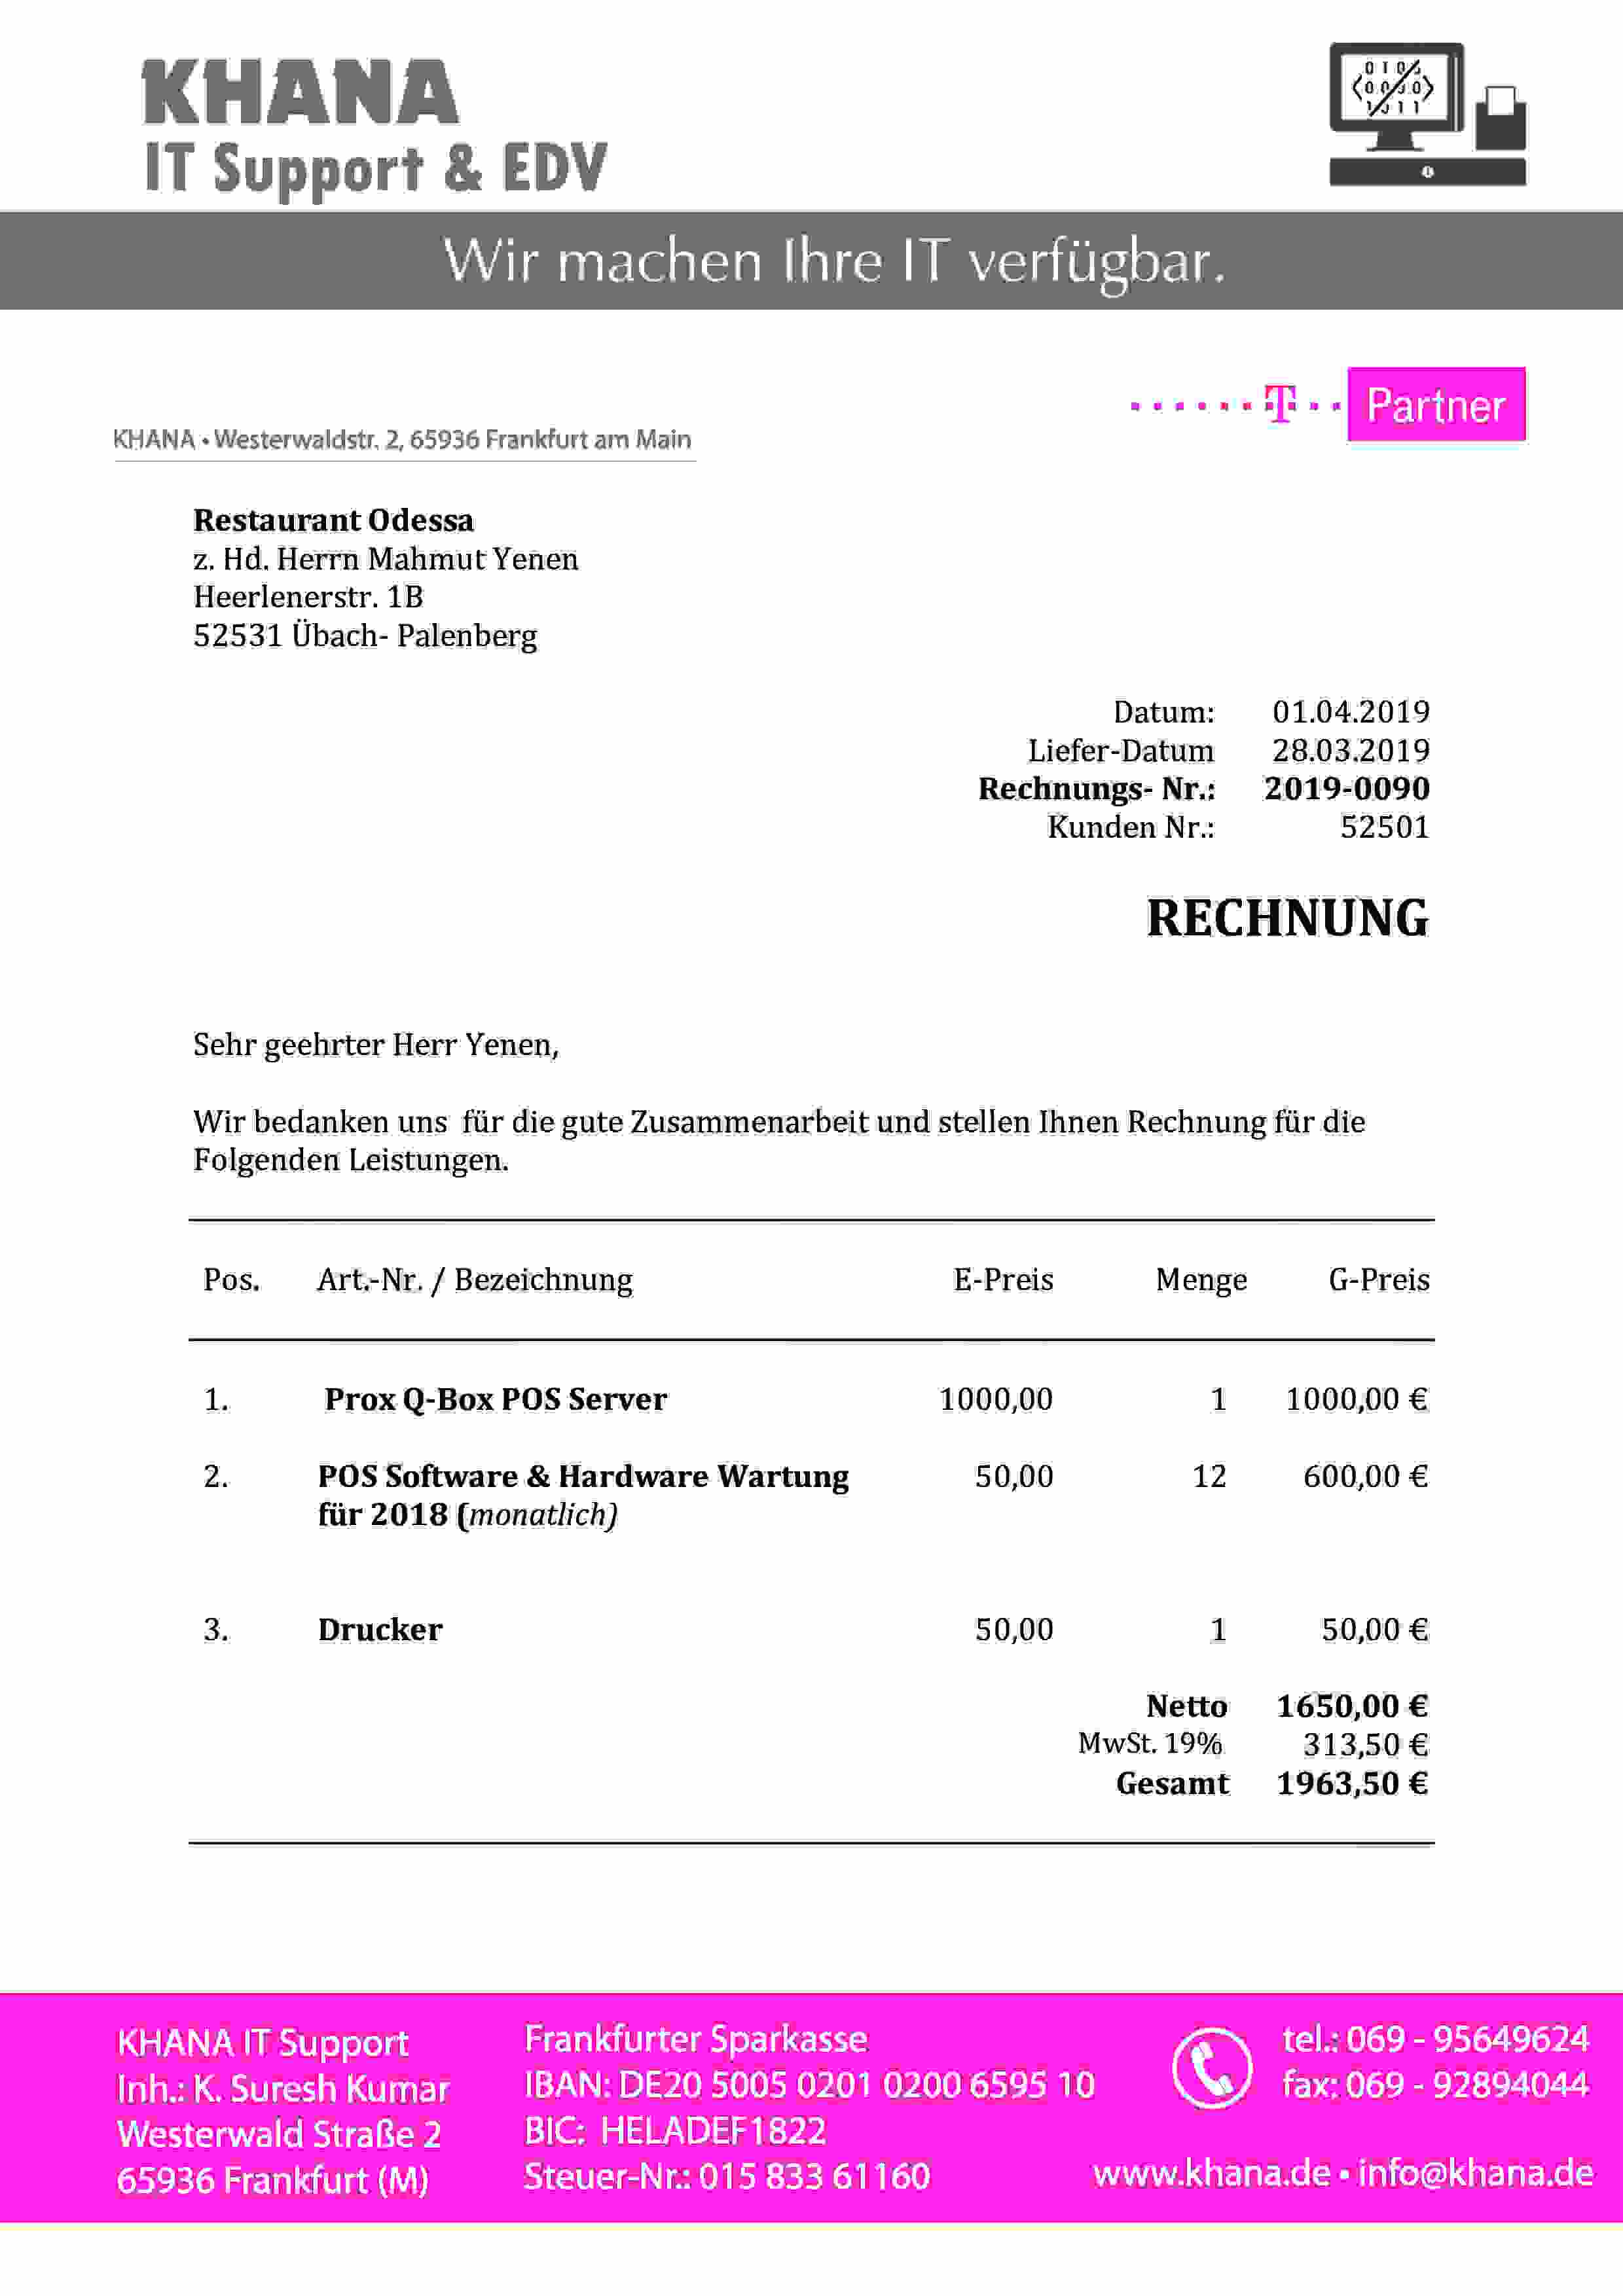 KHANA
IT Support & EDV
Wir machen Ihre IT verfügbar.
T Partner
KHANA • Westerwaldstr. 2, 65936 Frankfurt am Main
Restaurant Odessa
z. Hd. Herrn Mahmut Yenen
Heerlenerstr. 1B
52531 Übach- Palenberg
Datum: 01.04.2019
Liefer-Datum 28.03.2019
Rechnungs- Nr.: 2019-0090
Kunden Nr.: 52501
RECHNUNG
Sehr geehrter Herr Yenen,
Wir bedanken uns für die gute Zusammenarbeit und stellen Ihnen Rechnung für die
Folgenden Leistungen.
Pos. Art.-Nr. / Bezeichnung E-Preis Menge G-Preis
1. Prox Q-Box POS Server 1000,00 1 1000,00 €
2. POS Software & Hardware Wartung 50,00 12 600,00 €
für 2018 (monatlich)
3. Drucker 50,00 1 50,00 €
Netto 1650,00 €
MwSt. 19% 313,50 €
Gesamt 1963,50 €
KHANA IT Support
Inh.: K. Suresh Kumar
Westerwald Straße 2
65936 Frankfurt (M)
Frankfurter Sparkasse
IBAN: DE20 5005 0201 0200 6595 10
BIC: HELADEF1822
Steuer-Nr.: 015 833 61160
tel.: 069 - 95649624
fax: 069 - 92894044
www.khana.de • info@khana.de